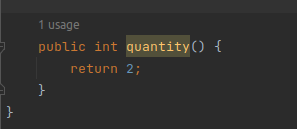 1 usage
public int quantity() {
return 2;
}
}